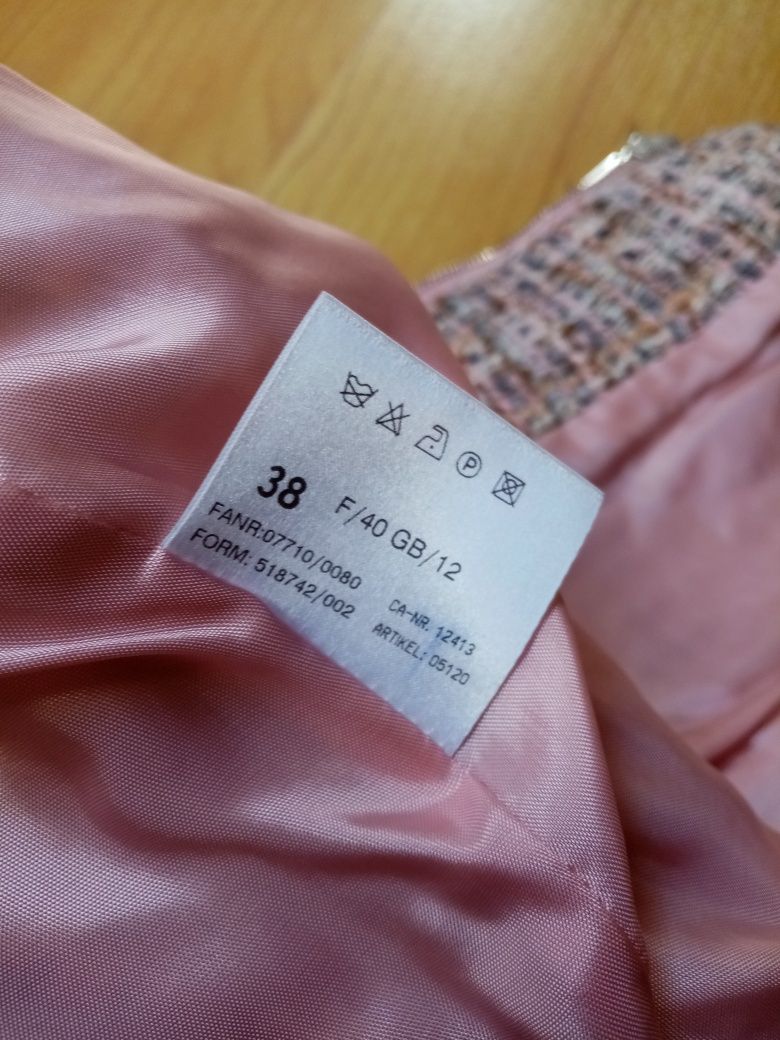 P
38 F/40 GB/12
FANR:07710/0080 CA-NR. 12413
FORM: 518742/002 ARTIKEL: 05120